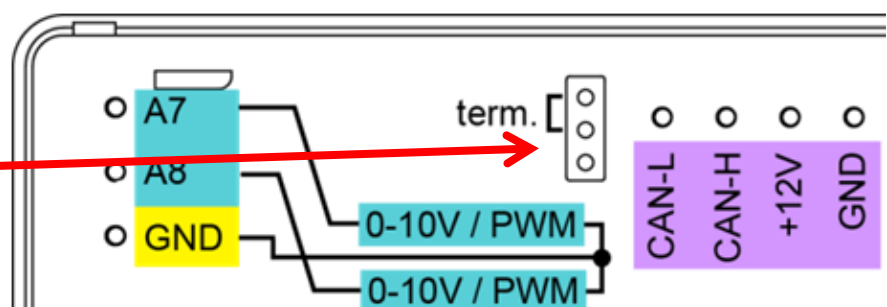 A7
term.
A8
GND
0-10V / PWM
0-10V / PWM
CAN-L
CAN-H
+12V
GND